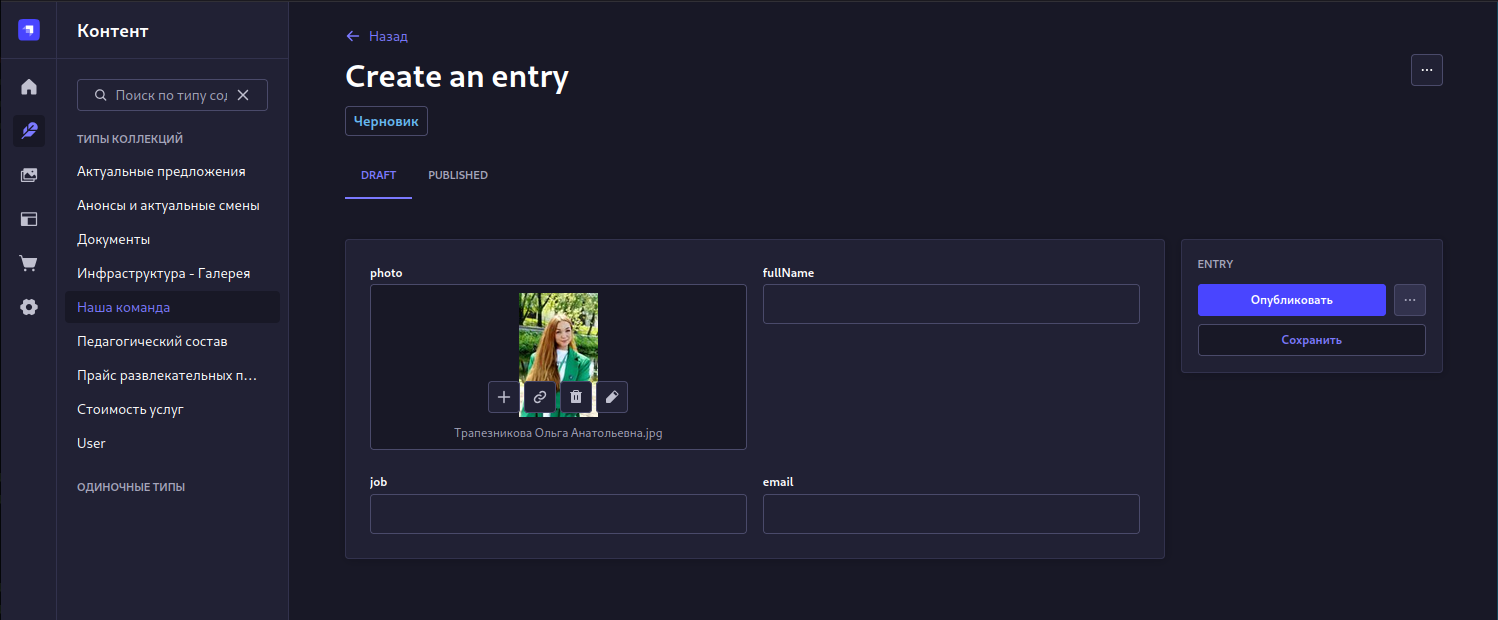 Контент
Поиск по типу сод
ТИПЫ КОЛЛЕКЦИЙ
Актуальные предложения
Анонсы и актуальные смены
Документы
Инфраструктура - Галерея
Наша команда
Педагогический состав
Прайс развлекательных п...
Стоимость услуг
User
ОДИНОЧНЫЕ ТИПЫ
Назад
Create an entry
Черновик
DRAFT PUBLISHED
photo
Трапезникова Ольга Анатольевна.jpg
fullName
job
email
ENTRY
Опубликовать
Сохранить